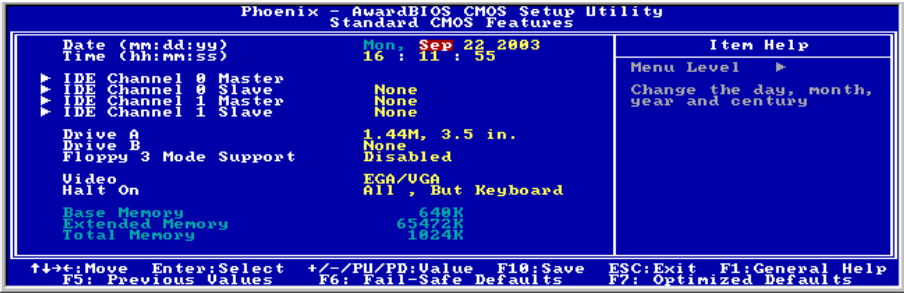 Phoenix - AwardBIOS CMOS Setup Utility
Standard CMOS Features
Date (mm:dd:yy) Mon, Sep 22 2003
Time (hh:mm:ss) 16 : 11 : 55
► IDE Channel 0 Master
► IDE Channel 0 Slave None
► IDE Channel 1 Master None
► IDE Channel 1 Slave None
Drive A 1.44M, 3.5 in.
Drive B None
Floppy 3 Mode Support Disabled
Video EGA/VGA
Halt On All , But Keyboard
Base Memory 640K
Extended Memory 65472K
Total Memory 1024K
Item Help
Menu Level ►
Change the day, month,
year and century
↑↓→←:Move Enter:Select +/-/PU/PD:Value F10:Save ESC:Exit F1:General Help
F5: Previous Values F6: Fail-Safe Defaults F7: Optimized Defaults